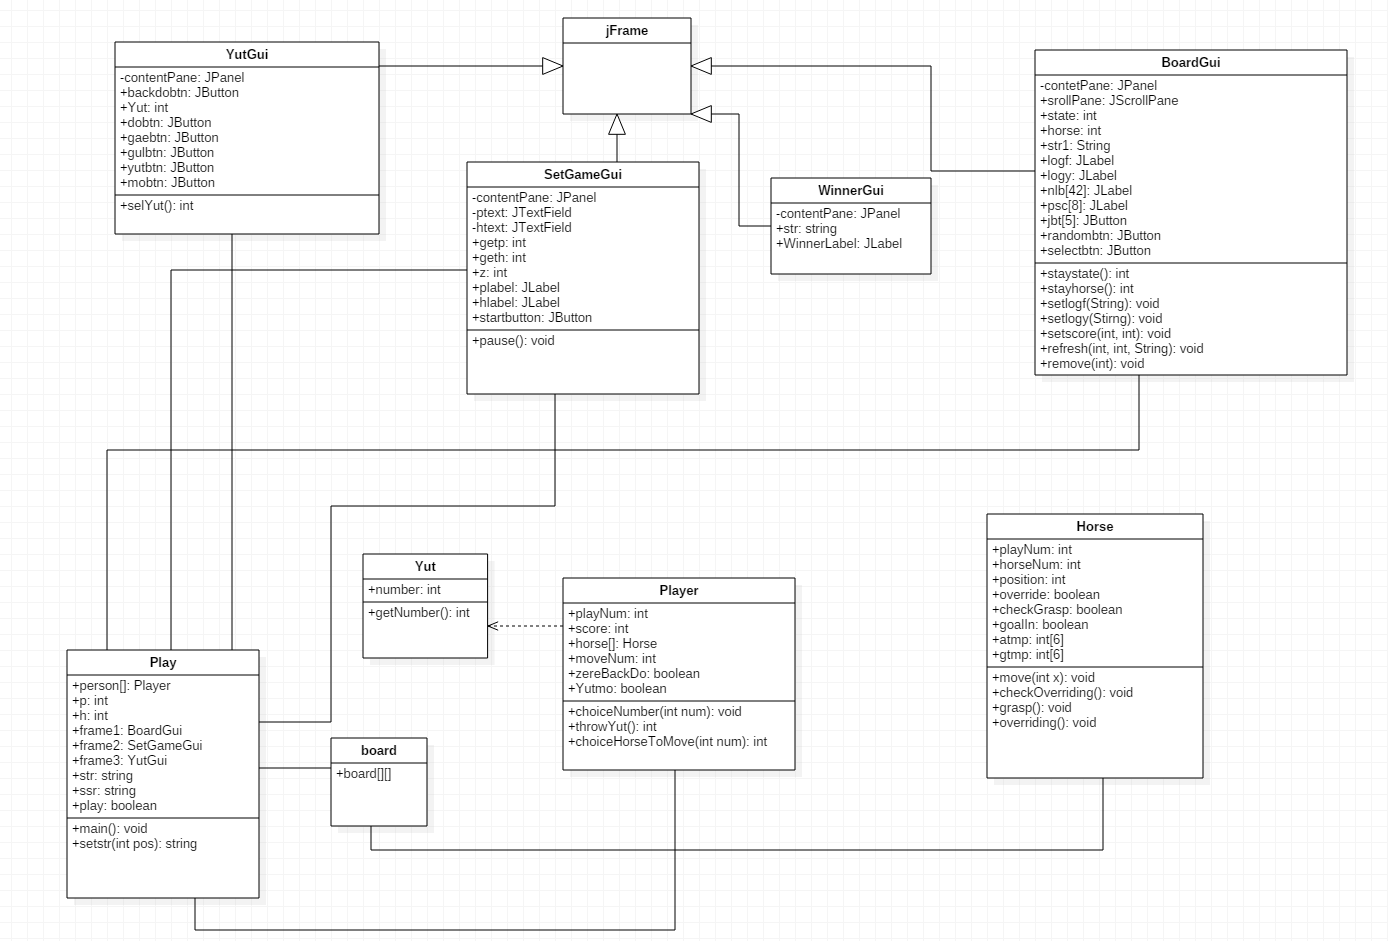 jFrame
YutGui
-contentPane: JPanel
+backdobtn: JButton
+Yut: int
+dobtn: JButton
+gaebtn: JButton
+gulbtn: JButton
+yutbtn: JButton
+mobtn: JButton
+selYut(): int
BoardGui
-contetPane: JPanel
+srollPane: JScrollPane
+state: int
+horse: int
+str1: String
+logf: JLabel
+logy: JLabel
+nlb[42]: JLabel
+psc[8]: JLabel
+jbt[5]: JButton
+randombtn: JButton
+selectbtn: JButton
+staystate(): int
+stayhorse(): int
+setlogf(String): void
+setlogy(Stirng): void
+setscore(int, int): void
+refresh(int, int, String): void
+remove(int): void
SetGameGui
-contentPane: JPanel
-ptext: JTextField
-htext: JTextField
+getp: int
+geth: int
+z: int
+plabel: JLabel
+hlabel: JLabel
+startbutton: JButton
+pause(): void
WinnerGui
-contentPane: JPanel
+str: string
+WinnerLabel: JLabel
Horse
+playNum: int
+horseNum: int
+position: int
+override: boolean
+checkGrasp: boolean
+goalIn: boolean
+atmp: int[6]
+gtmp: int[6]
+move(int x): void
+checkOverriding(): void
+grasp(): void
+overriding(): void
Yut
+number: int
+getNumber(): int
Player
+playNum: int
+score: int
+horse[]: Horse
+moveNum: int
+zereBackDo: boolean
+Yutmo: boolean
+choiceNumber(int num): void
+throwYut(): int
+choiceHorseToMove(int num): int
Play
+person[]: Player
+p: int
+h: int
+frame1: BoardGui
+frame2: SetGameGui
+frame3: YutGui
+str: string
+ssr: string
+play: boolean
+main(): void
+setstr(int pos): string
board
+board[][]